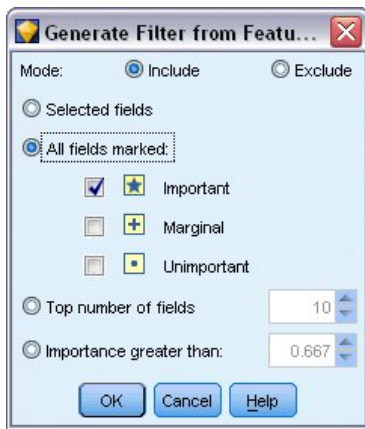 Generate Filter from Featu...
Mode: Include Exclude
Selected fields
All fields marked:
Important
Marginal
Unimportant
Top number of fields 10
Importance greater than: 0.667
OK Cancel Help